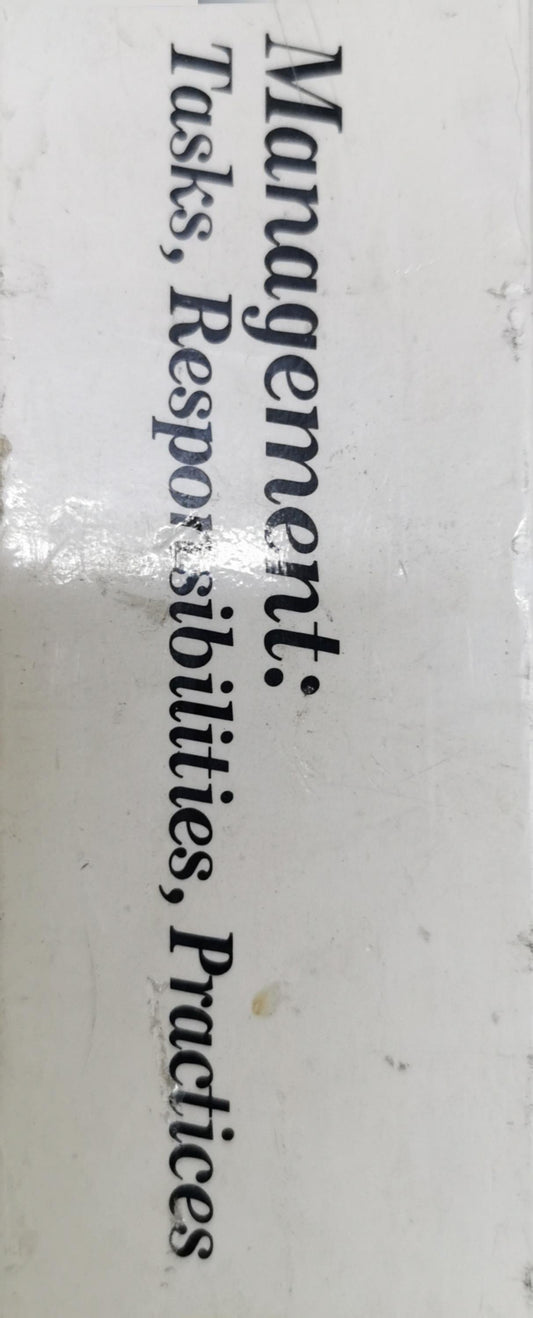 Management:
Tasks, Responsibilities, Practices